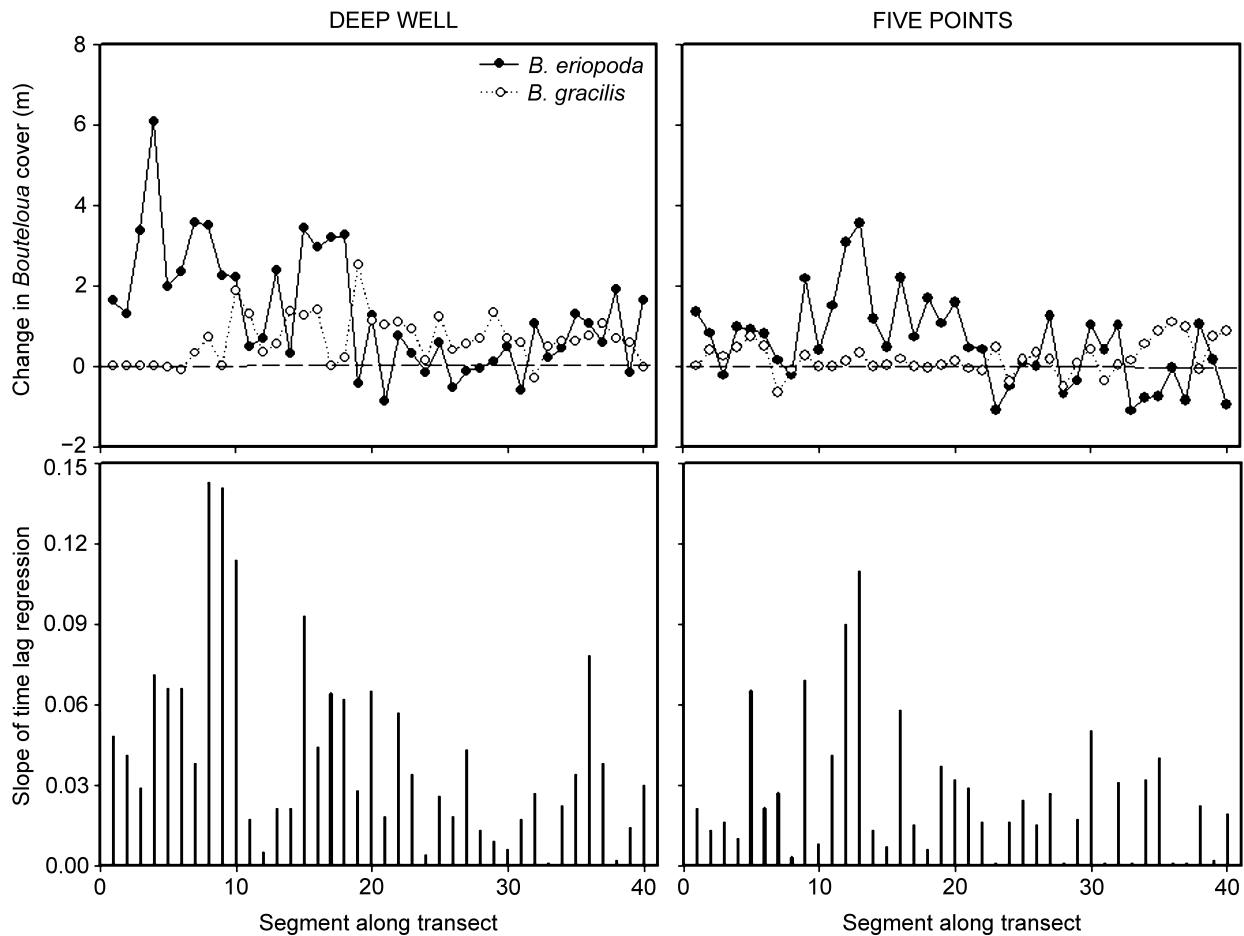 DEEP WELL
FIVE POINTS
Change in Bouteloua cover (m)
8
6
4
2
0
−2
B. eriopoda
B. gracilis
Slope of time lag regression
0.15
0.12
0.09
0.06
0.03
0.00
0 10 20 30 40
0 10 20 30 40
Segment along transect
Segment along transect